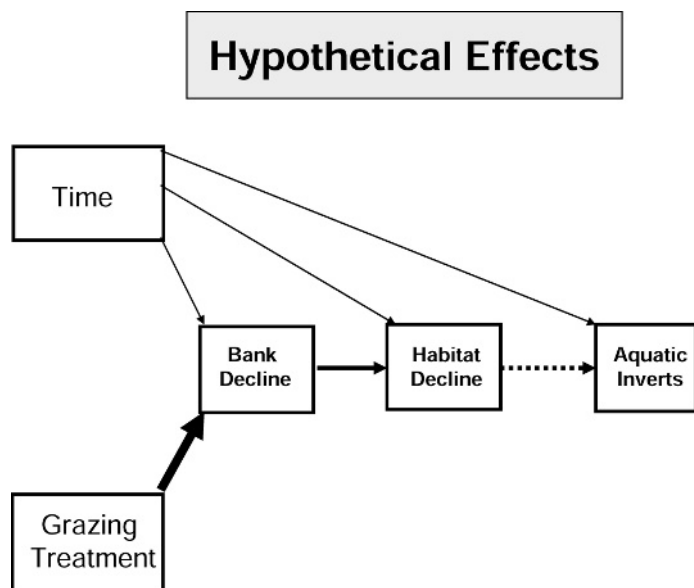 Hypothetical Effects
Time
Bank
Decline
Habitat
Decline
Aquatic
Inverts
Grazing
Treatment